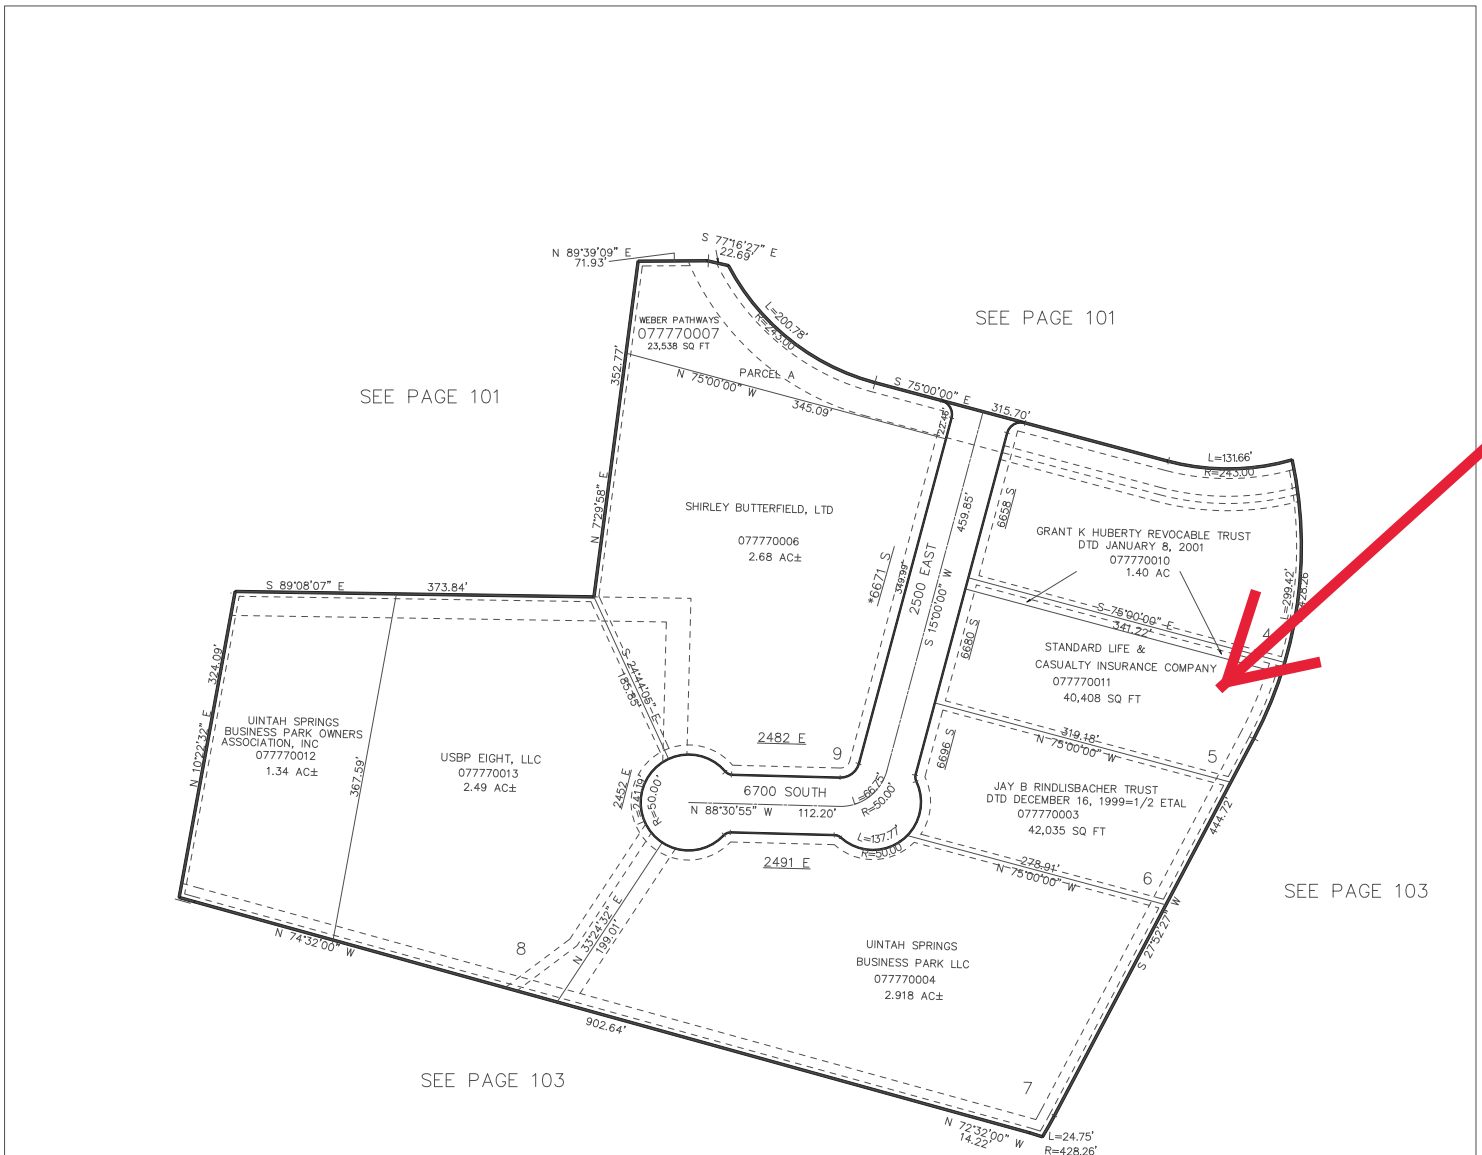 S 77°16'27" E
22.69'
N 89°39'09" E
71.93'
L=200.78'
R=243.00'
SEE PAGE 101
WEBER PATHWAYS
077770007
23,538 SQ FT
352.77'
PARCEL A
N 75°00'00" W
345.09'
S 75°00'00" E
315.70'
22.46'
SEE PAGE 101
L=131.66'
R=243.00
N 7°29'58" E
SHIRLEY BUTTERFIELD, LTD
077770006
2.68 AC±
*6671 S
349.99'
2500 EAST
459.85'
S 15°00'00" W
6658 S
GRANT K HUBERTY REVOCABLE TRUST
DTD JANUARY 8, 2001
077770010
1.40 AC
L=299.42'
S 75°00'00" E
341.22'
4
6680 S
STANDARD LIFE &
CASUALTY INSURANCE COMPANY
077770011
40,408 SQ FT
S 89°08'07" E
373.84'
324.09'
N 10°22'32" E
S 24°44'05" E
185.85'
UINTAH SPRINGS
BUSINESS PARK OWNERS
ASSOCIATION, INC
077770012
1.34 AC±
367.59'
USBP EIGHT, LLC
077770013
2.49 AC±
2482 E
9
6696 S
319.18'
N 75°00'00" W
5
2452 E
L=241.19'
R=50.00'
6700 SOUTH
N 88°30'55" W
112.20'
L=66.75'
R=50.00'
L=137.77'
R=50.00
2491 E
JAY B RINDLISBACHER TRUST
DTD DECEMBER 16, 1999=1/2 ETAL
077770003
42,035 SQ FT
444.72'
278.91'
N 75°00'00" W
6
SEE PAGE 103
S 27°52'27" W
N 74°32'00" W
8
N 33°24'32" E
199.01'
UINTAH SPRINGS
BUSINESS PARK LLC
077770004
2.918 AC±
902.64'
SEE PAGE 103
7
N 72°32'00" W
14.22'
L=24.75'
R=428.26'